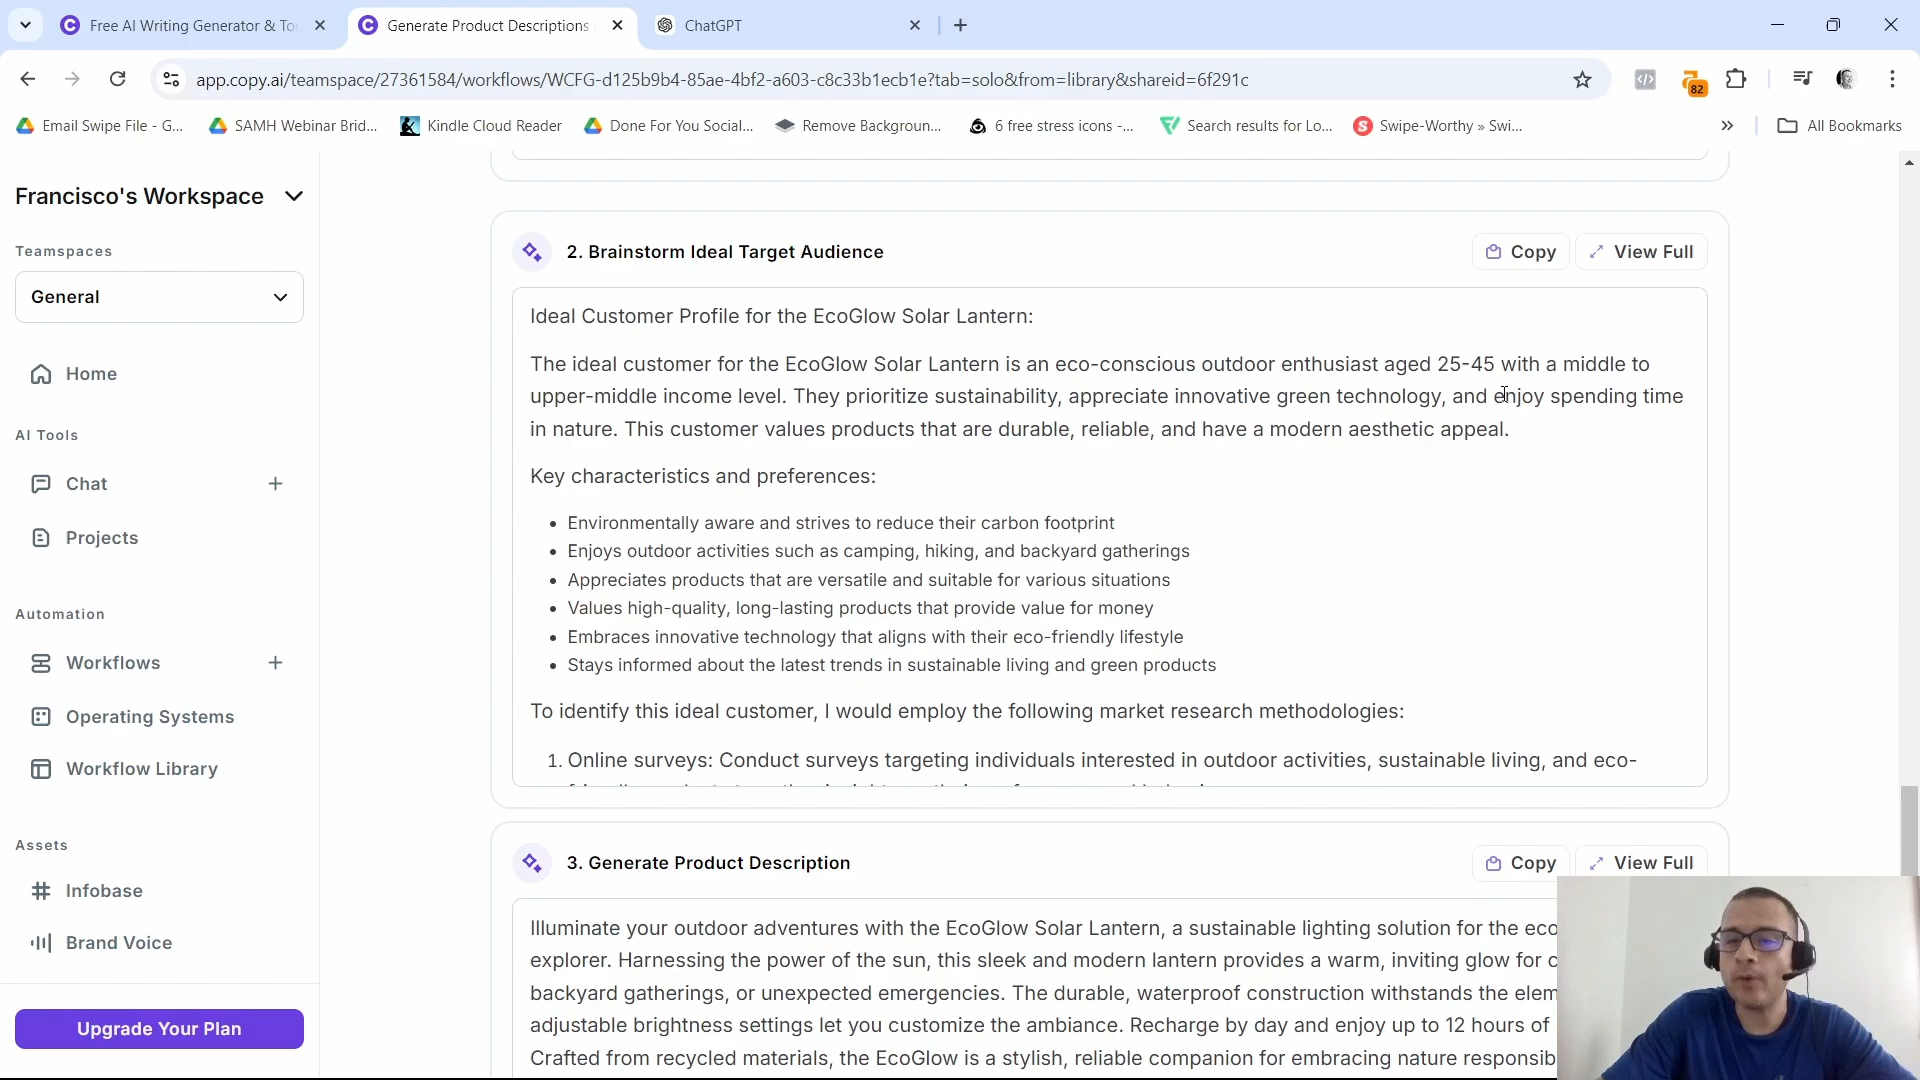 Free AI Writing Generator & To
Generate Product Descriptions
ChatGPT
app.copy.ai/teamspace/27361584/workflows/WCFG-d125b9b4-85ae-4bf2-a603-c8c33b1ecb1e?tab=solo&from=library&shareid=6f291c
82
Email Swipe File - G...
SAMH Webinar Brid...
Kindle Cloud Reader
Done For You Social...
Remove Backgroun...
6 free stress icons -...
Search results for Lo...
Swipe-Worthy » Swi...
All Bookmarks
Francisco's Workspace
Teamspaces
General
Home
AI Tools
Chat
Projects
Automation
Workflows
Operating Systems
Workflow Library
Assets
Infobase
Brand Voice
Upgrade Your Plan
2. Brainstorm Ideal Target Audience
Copy
View Full
Ideal Customer Profile for the EcoGlow Solar Lantern:
The ideal customer for the EcoGlow Solar Lantern is an eco-conscious outdoor enthusiast aged 25-45 with a middle to
upper-middle income level. They prioritize sustainability, appreciate innovative green technology, and enjoy spending time
in nature. This customer values products that are durable, reliable, and have a modern aesthetic appeal.
Key characteristics and preferences:
• Environmentally aware and strives to reduce their carbon footprint
• Enjoys outdoor activities such as camping, hiking, and backyard gatherings
• Appreciates products that are versatile and suitable for various situations
• Values high-quality, long-lasting products that provide value for money
• Embraces innovative technology that aligns with their eco-friendly lifestyle
• Stays informed about the latest trends in sustainable living and green products
To identify this ideal customer, I would employ the following market research methodologies:
1. Online surveys: Conduct surveys targeting individuals interested in outdoor activities, sustainable living, and eco-
3. Generate Product Description
Copy
View Full
Illuminate your outdoor adventures with the EcoGlow Solar Lantern, a sustainable lighting solution for the eco
explorer. Harnessing the power of the sun, this sleek and modern lantern provides a warm, inviting glow for c
backyard gatherings, or unexpected emergencies. The durable, waterproof construction withstands the elem
adjustable brightness settings let you customize the ambiance. Recharge by day and enjoy up to 12 hours of
Crafted from recycled materials, the EcoGlow is a stylish, reliable companion for embracing nature responsib